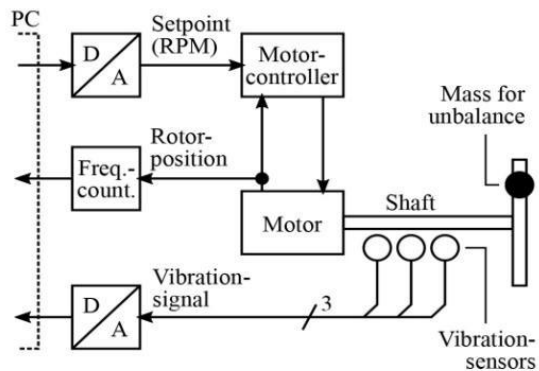 PC
D
A
Setpoint
(RPM)
Motor-
controller
Mass for
unbalance
Rotor-
position
Freq.-
count.
Motor
Shaft
Vibration-
signal
3
D
A
Vibration-
sensors